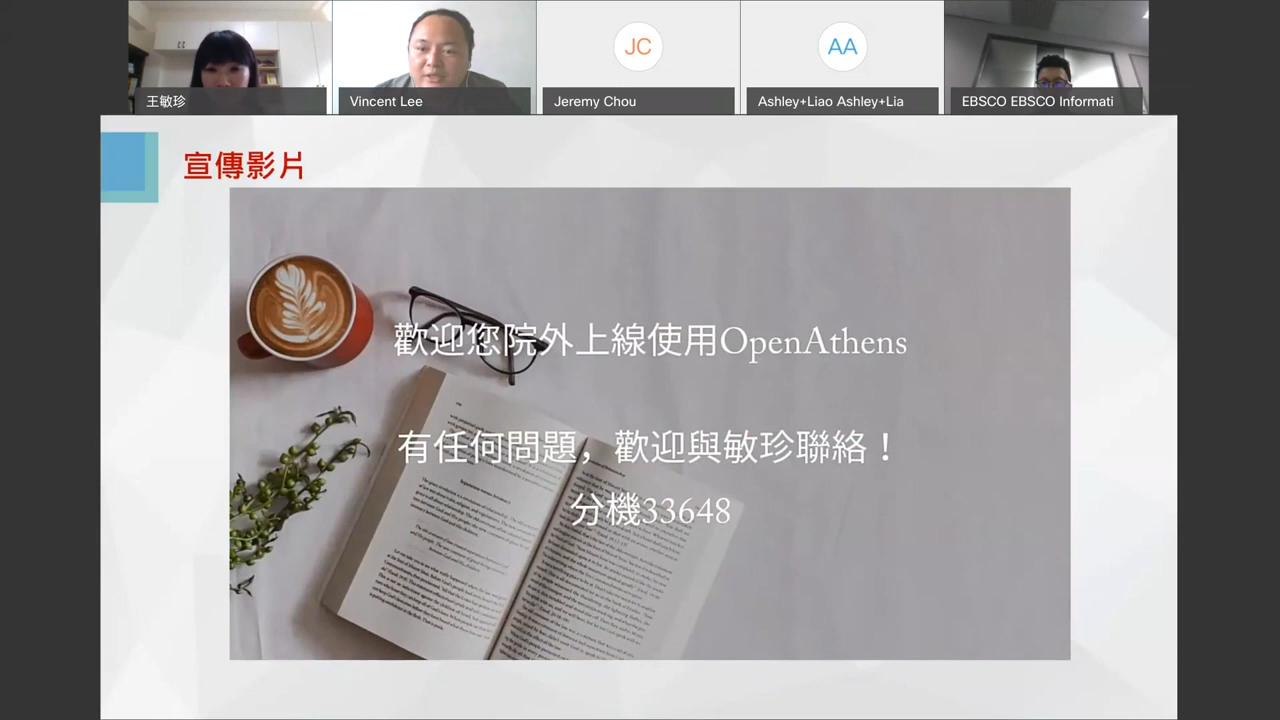 王敏珍
Vincent Lee
JC
Jeremy Chou
AA
Ashley+Liao Ashley+Lia
EBSCO EBSCO Informati
宣傳影片
歡迎您院外上線使用OpenAthens
有任何問題，歡迎與敏珍聯絡！
分機33648